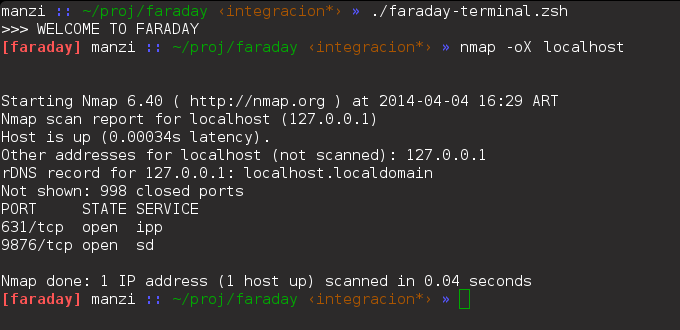 manzi :: ~/proj/faraday ‹integracion*› » ./faraday-terminal.zsh
>>> WELCOME TO FARADAY
[faraday] manzi :: ~/proj/faraday ‹integracion*› » nmap -oX  localhost
Starting Nmap 6.40 ( http://nmap.org ) at 2014-04-04 16:29 ART
Nmap scan report for localhost (127.0.0.1)
Host is up (0.00034s latency).
Other addresses for localhost (not scanned): 127.0.0.1
rDNS record for 127.0.0.1: localhost.localdomain
Not shown: 998 closed ports
PORT     STATE SERVICE
631/tcp  open  ipp
9876/tcp open  sd
Nmap done: 1 IP address (1 host up) scanned in 0.04 seconds
[faraday] manzi :: ~/proj/faraday ‹integracion*› »